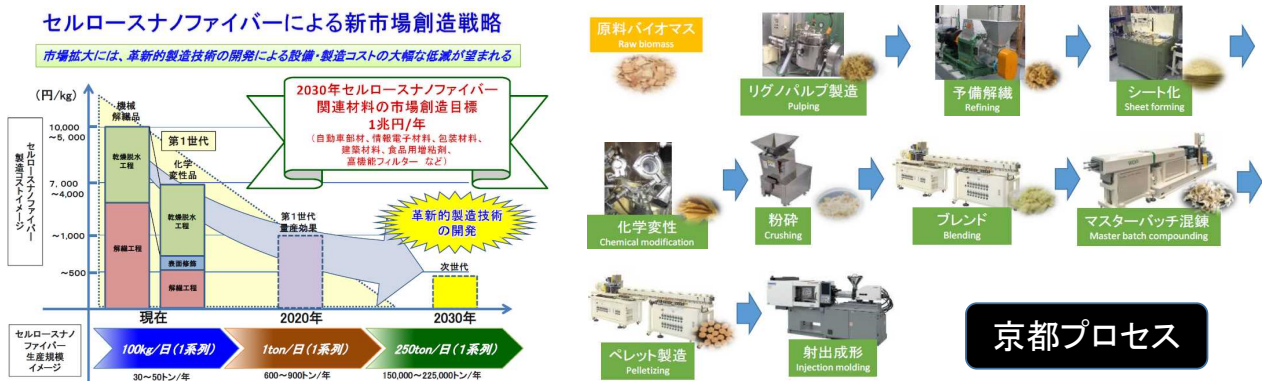 セルロースナノファイバーによる新市場創造戦略
市場拡大には、革新的製造技術の開発による設備・製造コストの大幅な低減が望まれる
(円/kg)
セルロースナノファイバー
製造コストイメージ
10,000
~5,000
7,000
~4,000
~1,000
~500
機械
解繊品
乾燥脱水
工程
解繊工程
第1世代
化学
変性品
乾燥脱水
工程
表面修飾
解繊工程
2030年セルロースナノファイバー
関連材料の市場創造目標
1兆円/年
(自動車部材、情報電子材料、包装材料、
建築材料、食品用増粘剤、
高機能フィルター など)
第1世代
量産効果
革新的製造技術
の開発
次世代
現在
2020年
2030年
セルロースナノ
ファイバー
生産規模
イメージ
100kg/日(1系列)
1ton/日(1系列)
250ton/日(1系列)
30~50トン/年
600~900トン/年
150,000~225,000トン/年
原料バイオマス
Raw biomass
リグノパルプ製造
Pulping
予備解繊
Refining
シート化
Sheet forming
化学変性
Chemical modification
粉砕
Crushing
ブレンド
Blending
マスターバッチ混錬
Master batch compounding
ペレット製造
Pelletizing
射出成形
Injection molding
京都プロセス